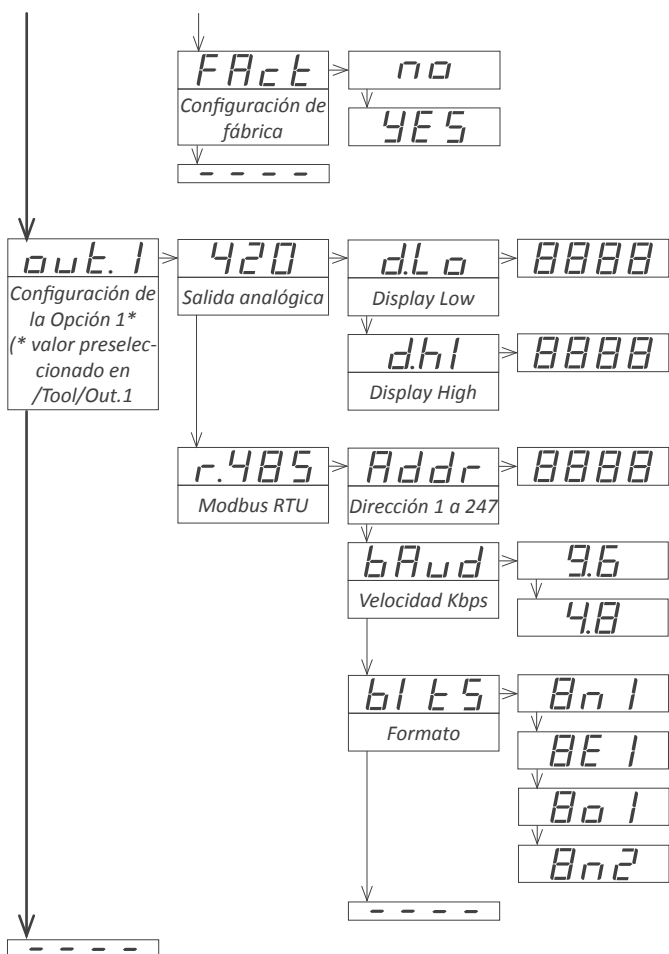 FAct
no
Configuración de
fábrica
YES
- - - -
out.1
420
d.Lo
8888
Configuración de
la Opción 1*
(* valor preselec-
cionado en
/Tool/Out.1
Salida analógica
Display Low
d.hI
8888
Display High
r.485
Addr
8888
Modbus RTU
Dirección 1 a 247
bAud
9.6
Velocidad Kbps
4.8
bItS
8n1
Formato
8E1
8o1
8n2
- - - -
- - - -